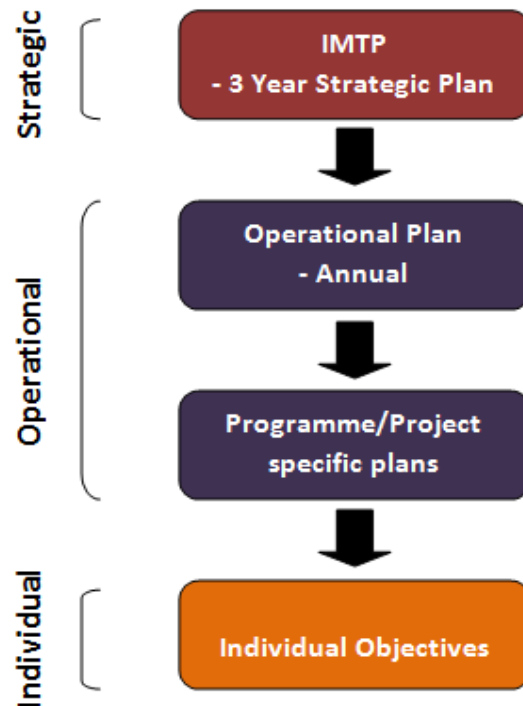 Strategic
IMTP
- 3 Year Strategic Plan
Operational
Operational Plan
- Annual
Programme/Project
specific plans
Individual
Individual Objectives